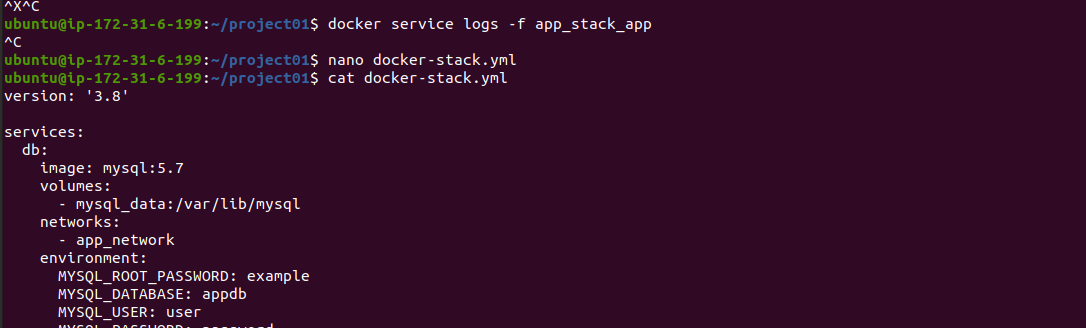 ^X^C
ubuntu@ip-172-31-6-199:~/project01$ docker service logs -f app_stack_app
^C
ubuntu@ip-172-31-6-199:~/project01$ nano docker-stack.yml
ubuntu@ip-172-31-6-199:~/project01$ cat docker-stack.yml
version: '3.8'

services:
  db:
    image: mysql:5.7
    volumes:
      - mysql_data:/var/lib/mysql
    networks:
      - app_network
    environment:
      MYSQL_ROOT_PASSWORD: example
      MYSQL_DATABASE: appdb
      MYSQL_USER: user